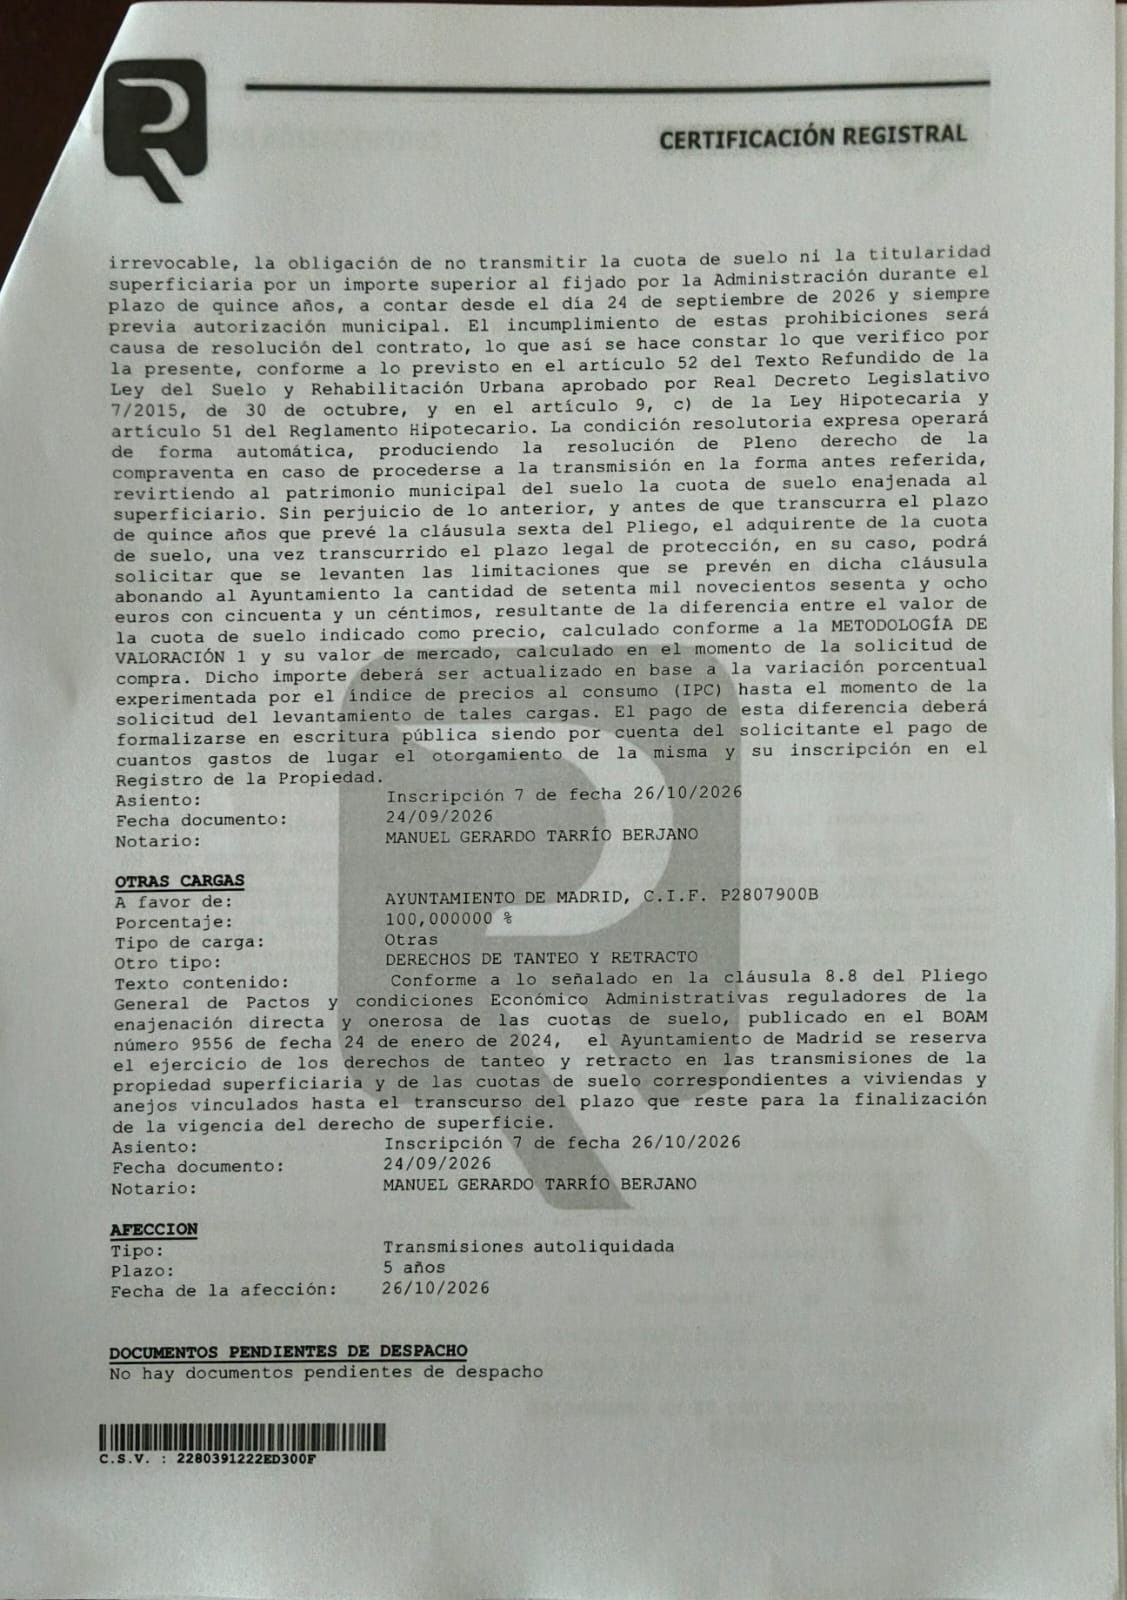 CERTIFICACIÓN REGISTRAL
irrevocable, la obligación de no transmitir la cuota de suelo ni la titularidad
superficiaria por un importe superior al fijado por la Administración durante el
plazo de quince años, a contar desde el día 24 de septiembre de 2026 y siempre
previa autorización municipal. El incumplimiento de estas prohibiciones será
causa de resolución del contrato, lo que así se hace constar lo que verifico por
la presente, conforme a lo previsto en el artículo 52 del Texto Refundido de la
Ley del Suelo y Rehabilitación Urbana aprobado por Real Decreto Legislativo
7/2015, de 30 de octubre, y en el artículo 9, c) de la Ley Hipotecaria y
artículo 51 del Reglamento Hipotecario. La condición resolutoria expresa operará
de forma automática, produciendo la resolución de Pleno derecho de la
compraventa en caso de procederse a la transmisión en la forma antes referida,
revirtiendo al patrimonio municipal del suelo la cuota de suelo enajenada al
superficiario. Sin perjuicio de lo anterior, y antes de que transcurra el plazo
de quince años que prevé la cláusula sexta del Pliego, el adquirente de la cuota
de suelo, una vez transcurrido el plazo legal de protección, en su caso, podrá
solicitar que se levanten las limitaciones que se prevén en dicha cláusula
abonando al Ayuntamiento la cantidad de setenta mil novecientos sesenta y ocho
euros con cincuenta y un céntimos, resultante de la diferencia entre el valor de
la cuota de suelo indicado como precio, calculado conforme a la METODOLOGÍA DE
VALORACIÓN 1 y su valor de mercado, calculado en el momento de la solicitud de
compra. Dicho importe deberá ser actualizado en base a la variación porcentual
experimentada por el índice de precios al consumo (IPC) hasta el momento de la
solicitud del levantamiento de tales cargas. El pago de esta diferencia deberá
formalizarse en escritura pública siendo por cuenta del solicitante el pago de
cuantos gastos de lugar el otorgamiento de la misma y su inscripción en el
Registro de la Propiedad.
Asiento: Inscripción 7 de fecha 26/10/2026
Fecha documento: 24/09/2026
Notario: MANUEL GERARDO TARRÍO BERJANO
OTRAS CARGAS
A favor de: AYUNTAMIENTO DE MADRID, C.I.F. P2807900B
Porcentaje: 100,000000 %
Tipo de carga: Otras
Otro tipo: DERECHOS DE TANTEO Y RETRACTO
Texto contenido: Conforme a lo señalado en la cláusula 8.8 del Pliego
General de Pactos y condiciones Económico Administrativas reguladores de la
enajenación directa y onerosa de las cuotas de suelo, publicado en el BOAM
número 9556 de fecha 24 de enero de 2024, el Ayuntamiento de Madrid se reserva
el ejercicio de los derechos de tanteo y retracto en las transmisiones de la
propiedad superficiaria y de las cuotas de suelo correspondientes a viviendas y
anejos vinculados hasta el transcurso del plazo que reste para la finalización
de la vigencia del derecho de superficie.
Asiento: Inscripción 7 de fecha 26/10/2026
Fecha documento: 24/09/2026
Notario: MANUEL GERARDO TARRÍO BERJANO
AFECCION
Tipo: Transmisiones autoliquidada
Plazo: 5 años
Fecha de la afección: 26/10/2026
DOCUMENTOS PENDIENTES DE DESPACHO
No hay documentos pendientes de despacho
C.S.V. : 2280391222ED300F